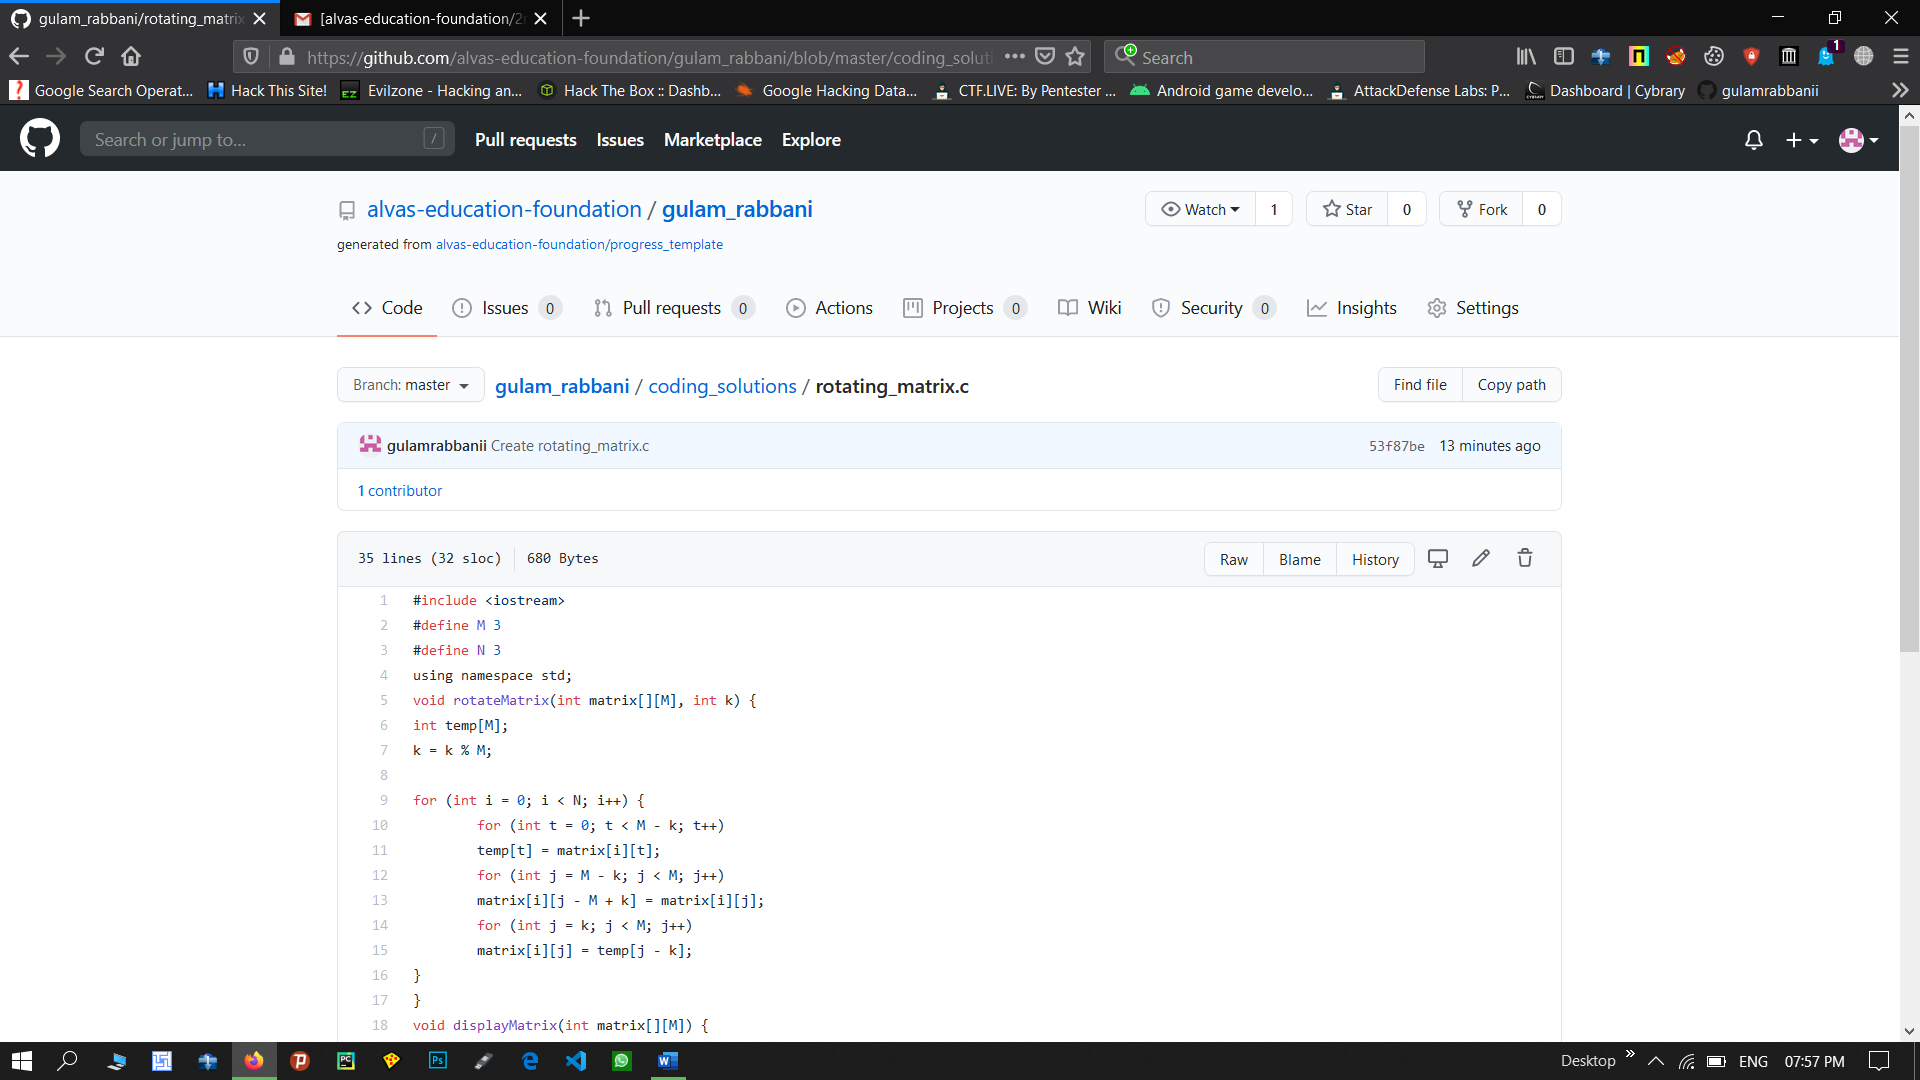 gulam_rabbani/rotating_matrix
[alvas-education-foundation/2
https://github.com/alvas-education-foundation/gulam_rabbani/blob/master/coding_soluti
Search
1
Google Search Operat... Hack This Site! Evilzone - Hacking an... Hack The Box :: Dashb... Google Hacking Data... CTF.LIVE: By Pentester ... Android game develo... AttackDefense Labs: P... Dashboard | Cybrary gulamrabbanii
Search or jump to... / Pull requests Issues Marketplace Explore
alvas-education-foundation / gulam_rabbani Watch 1 Star 0 Fork 0
generated from alvas-education-foundation/progress_template
<> Code Issues 0 Pull requests 0 Actions Projects 0 Wiki Security 0 Insights Settings
Branch: master gulam_rabbani / coding_solutions / rotating_matrix.c Find file Copy path
gulamrabbanii Create rotating_matrix.c 53f87be 13 minutes ago
1 contributor
35 lines (32 sloc) 680 Bytes Raw Blame History
1 #include <iostream>
2 #define M 3
3 #define N 3
4 using namespace std;
5 void rotateMatrix(int matrix[][M], int k) {
6 int temp[M];
7 k = k % M;
8
9 for (int i = 0; i < N; i++) {
10 for (int t = 0; t < M - k; t++)
11 temp[t] = matrix[i][t];
12 for (int j = M - k; j < M; j++)
13 matrix[i][j - M + k] = matrix[i][j];
14 for (int j = k; j < M; j++)
15 matrix[i][j] = temp[j - k];
16 }
17 }
18 void displayMatrix(int matrix[][M]) {
Desktop ENG 07:57 PM